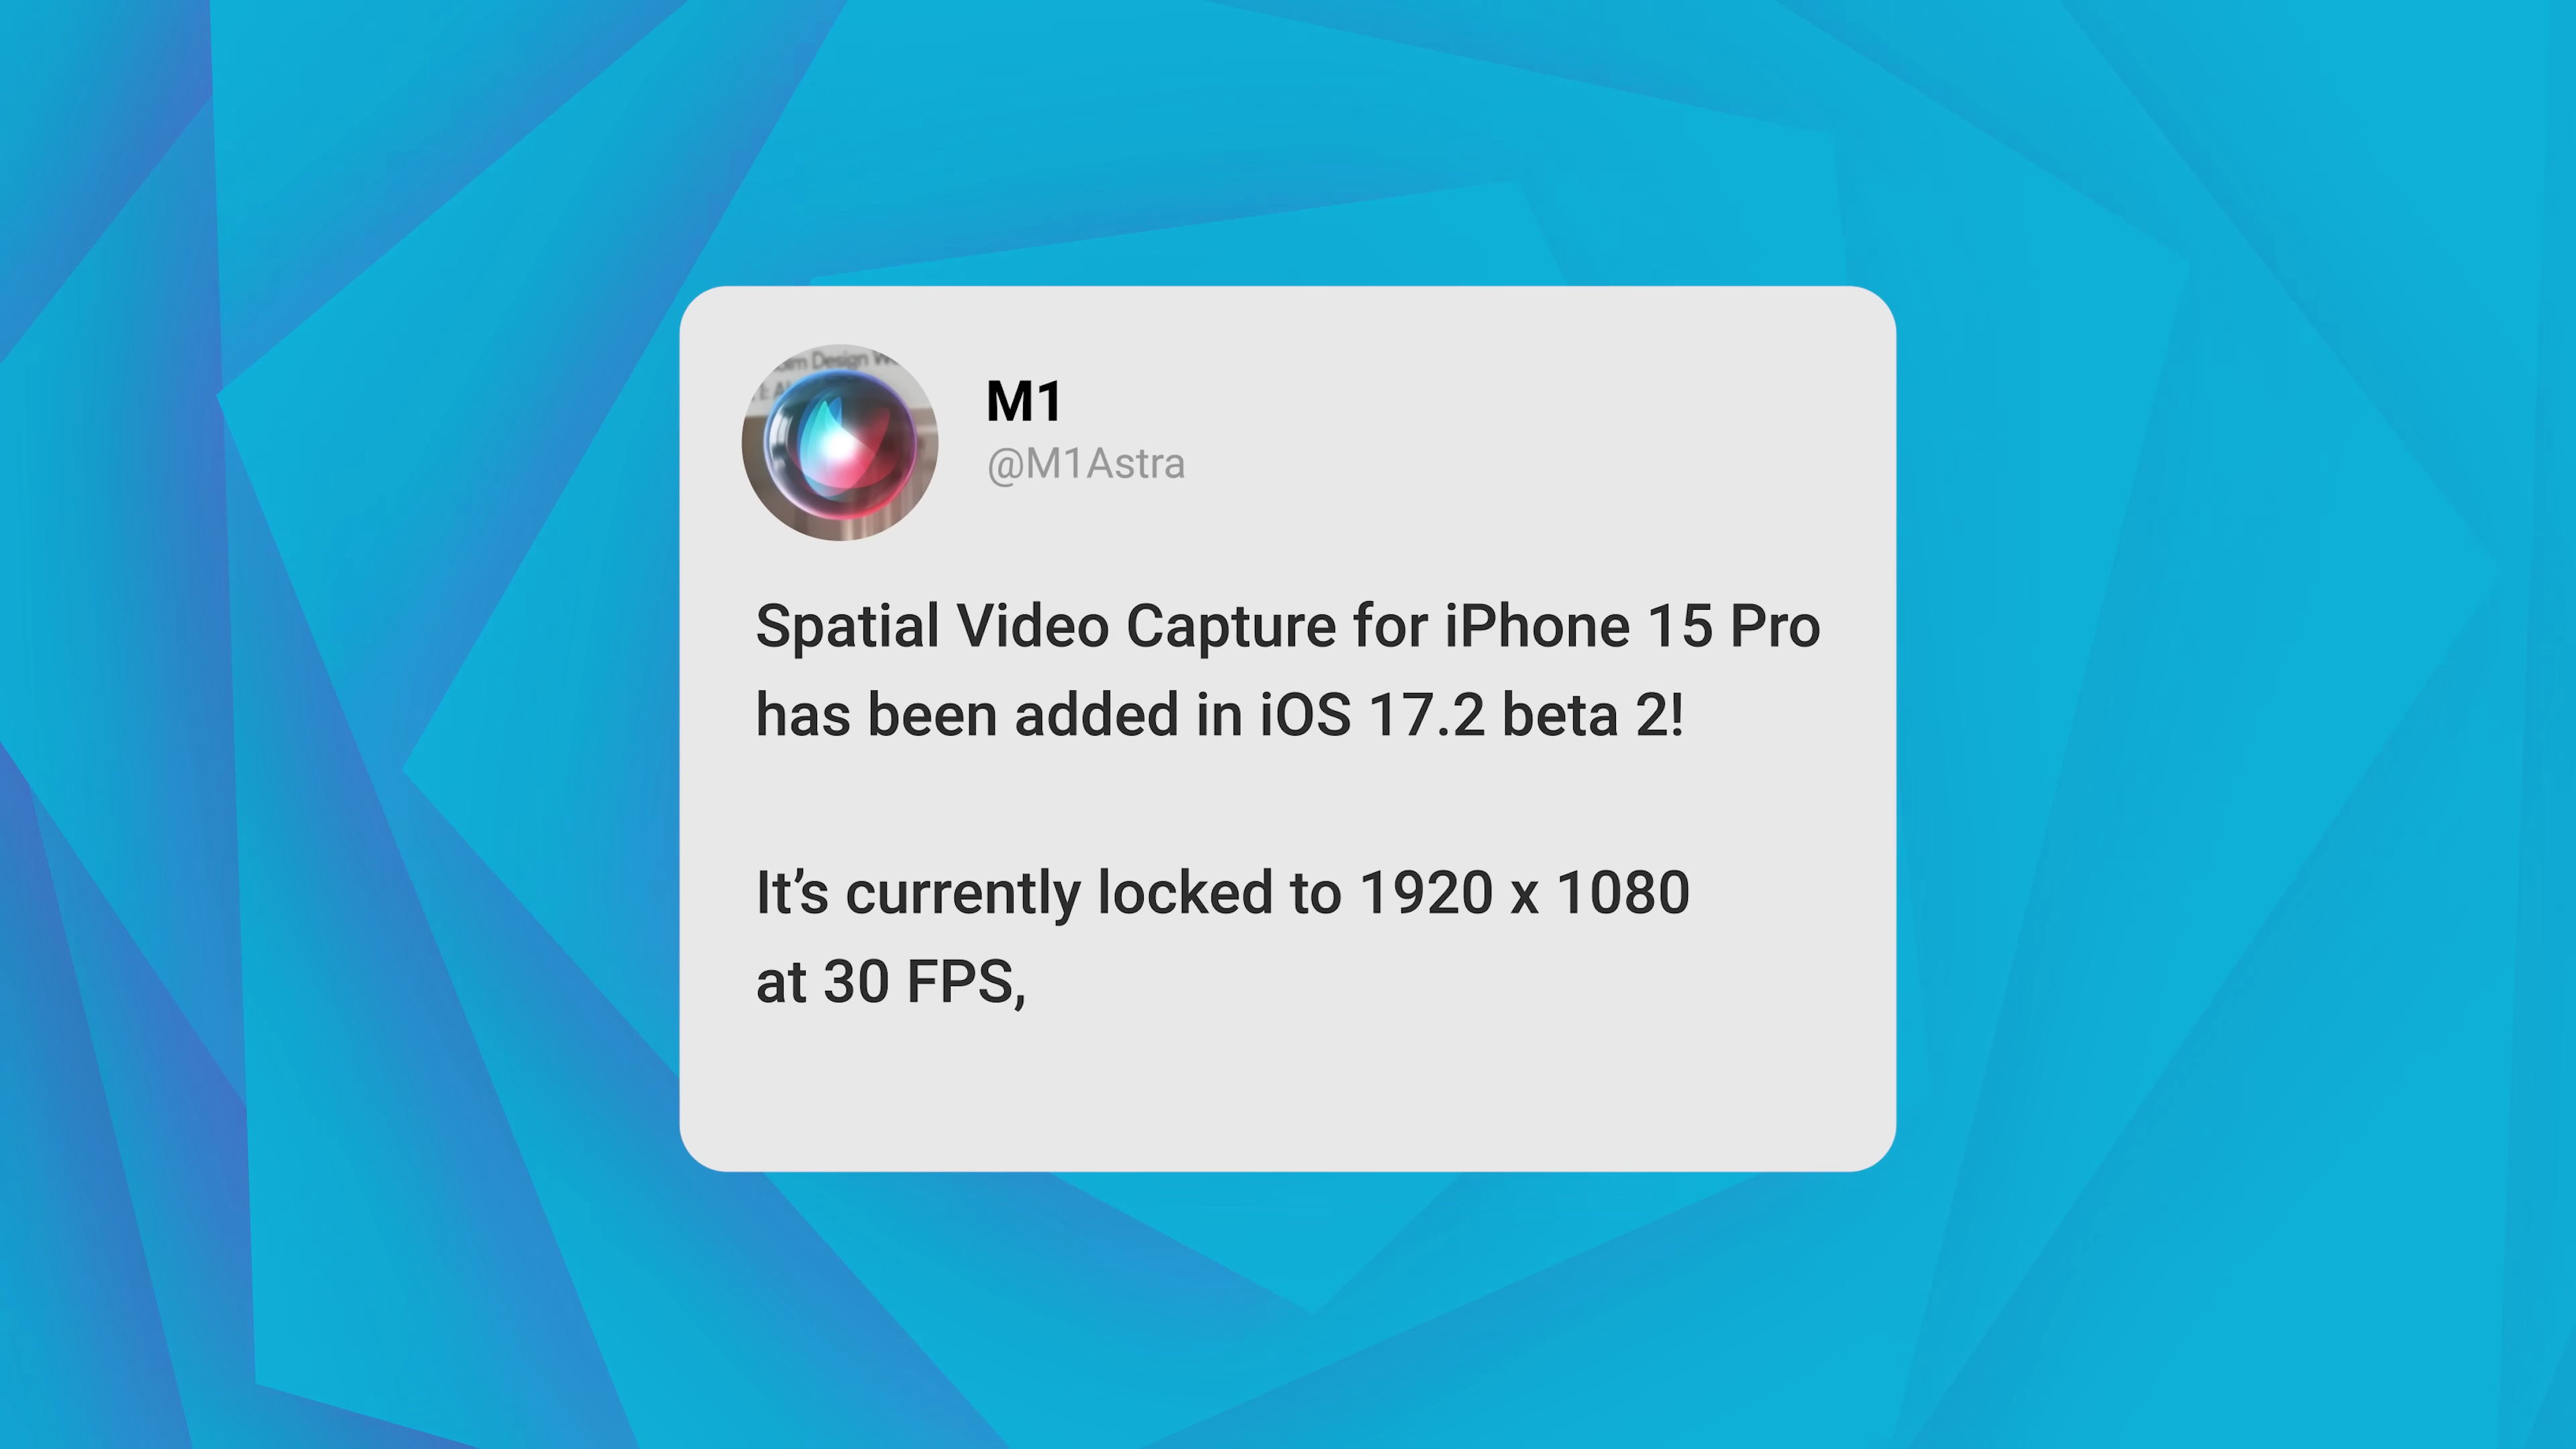 M1
@M1Astra
Spatial Video Capture for iPhone 15 Pro
has been added in iOS 17.2 beta 2!
It’s currently locked to 1920 x 1080
at 30 FPS,